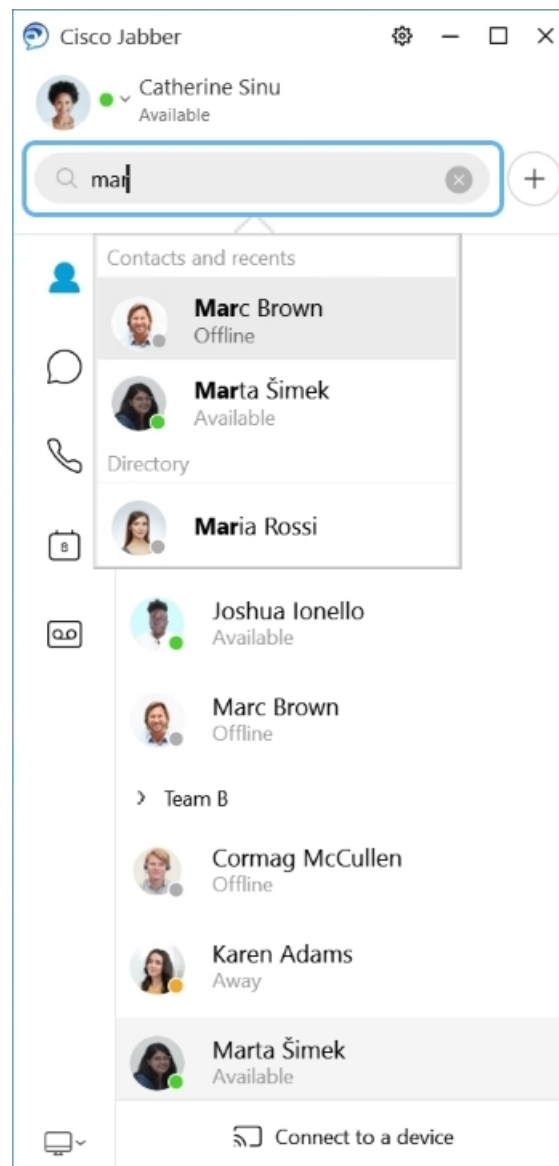 Cisco Jabber
Catherine Sinu
Available
mar
Contacts and recents
Marc Brown
Offline
Marta Šimek
Available
Directory
Maria Rossi
8
Joshua Ionello
Available
Marc Brown
Offline
Team B
Cormag McCullen
Offline
Karen Adams
Away
Marta Šimek
Available
Connect to a device